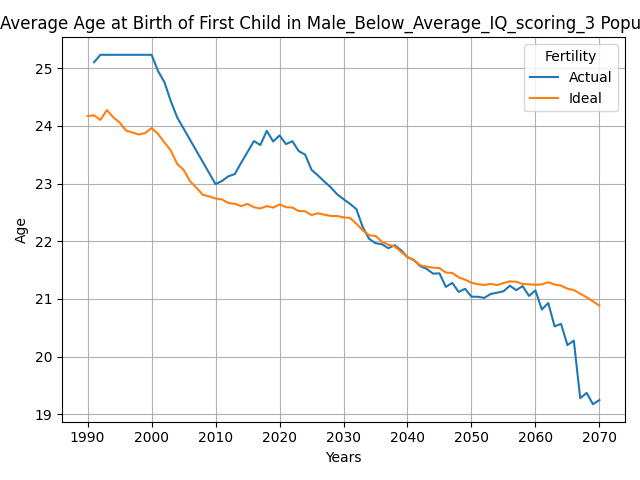 Average Age at Birth of First Child in Male_Below_Average_IQ_scoring_3 Popu
Fertility
Actual
Ideal
25
24
23
22
21
20
19
Age
1990 2000 2010 2020 2030 2040 2050 2060 2070
Years